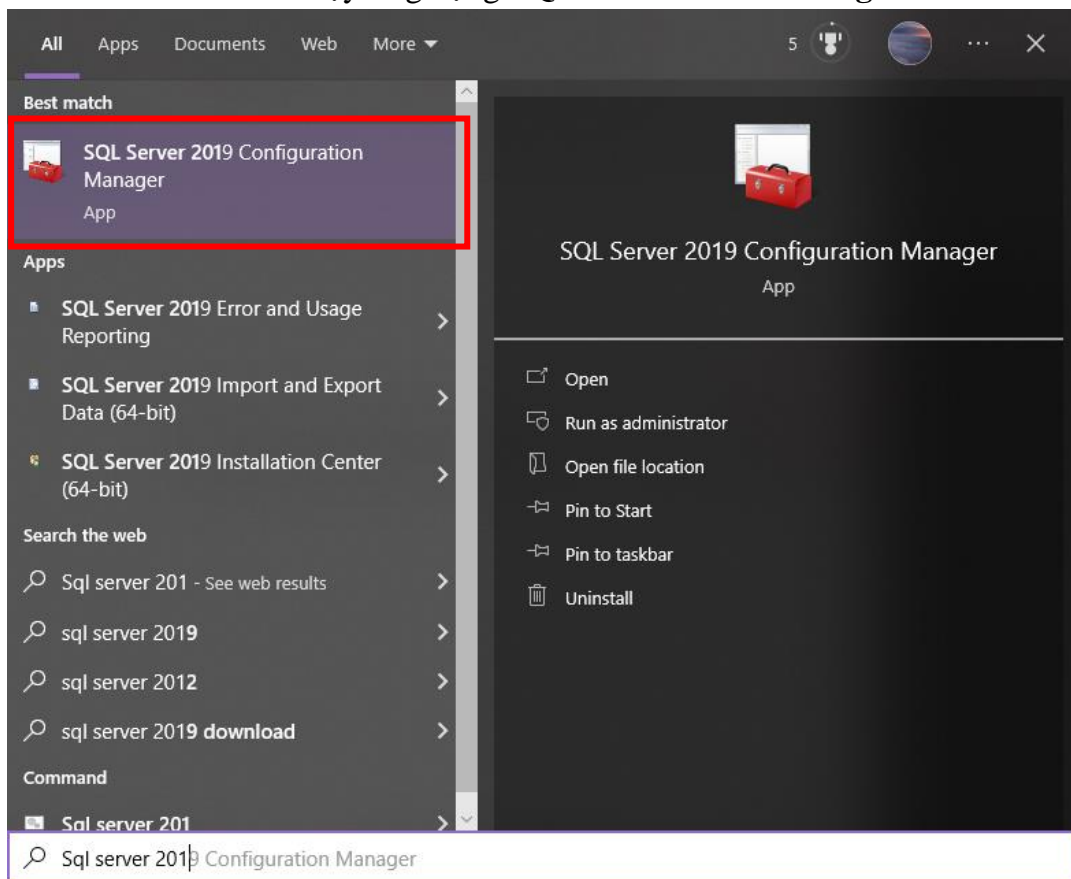 All Apps Documents Web More 5
Best match
SQL Server 2019 Configuration
Manager
App
Apps
SQL Server 2019 Error and Usage
Reporting
SQL Server 2019 Import and Export
Data (64-bit)
SQL Server 2019 Installation Center
(64-bit)
Search the web
Sql server 201 - See web results
sql server 2019
sql server 2012
sql server 2019 download
Command
Sql server 201
SQL Server 2019 Configuration Manager
App
Open
Run as administrator
Open file location
Pin to Start
Pin to taskbar
Uninstall
Sql server 2019 Configuration Manager